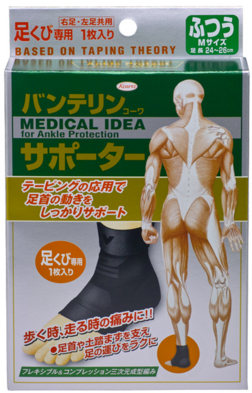 足くび専用 右足・左足共用 1枚入り
BASED ON TAPING THEORY
ふつう
Mサイズ
足長 24~26cm
Kowa
バンテリンコーワ
MEDICAL IDEA
for Ankle Protection
サポーター
テーピングの応用で
足首の動きを
しっかりサポート
足くび専用
1枚入り
歩く時、走る時の痛みに!!
●足首や土踏まずを支え
足の運びをラクに
フレキシブル&コンプレッション三次元成型編み